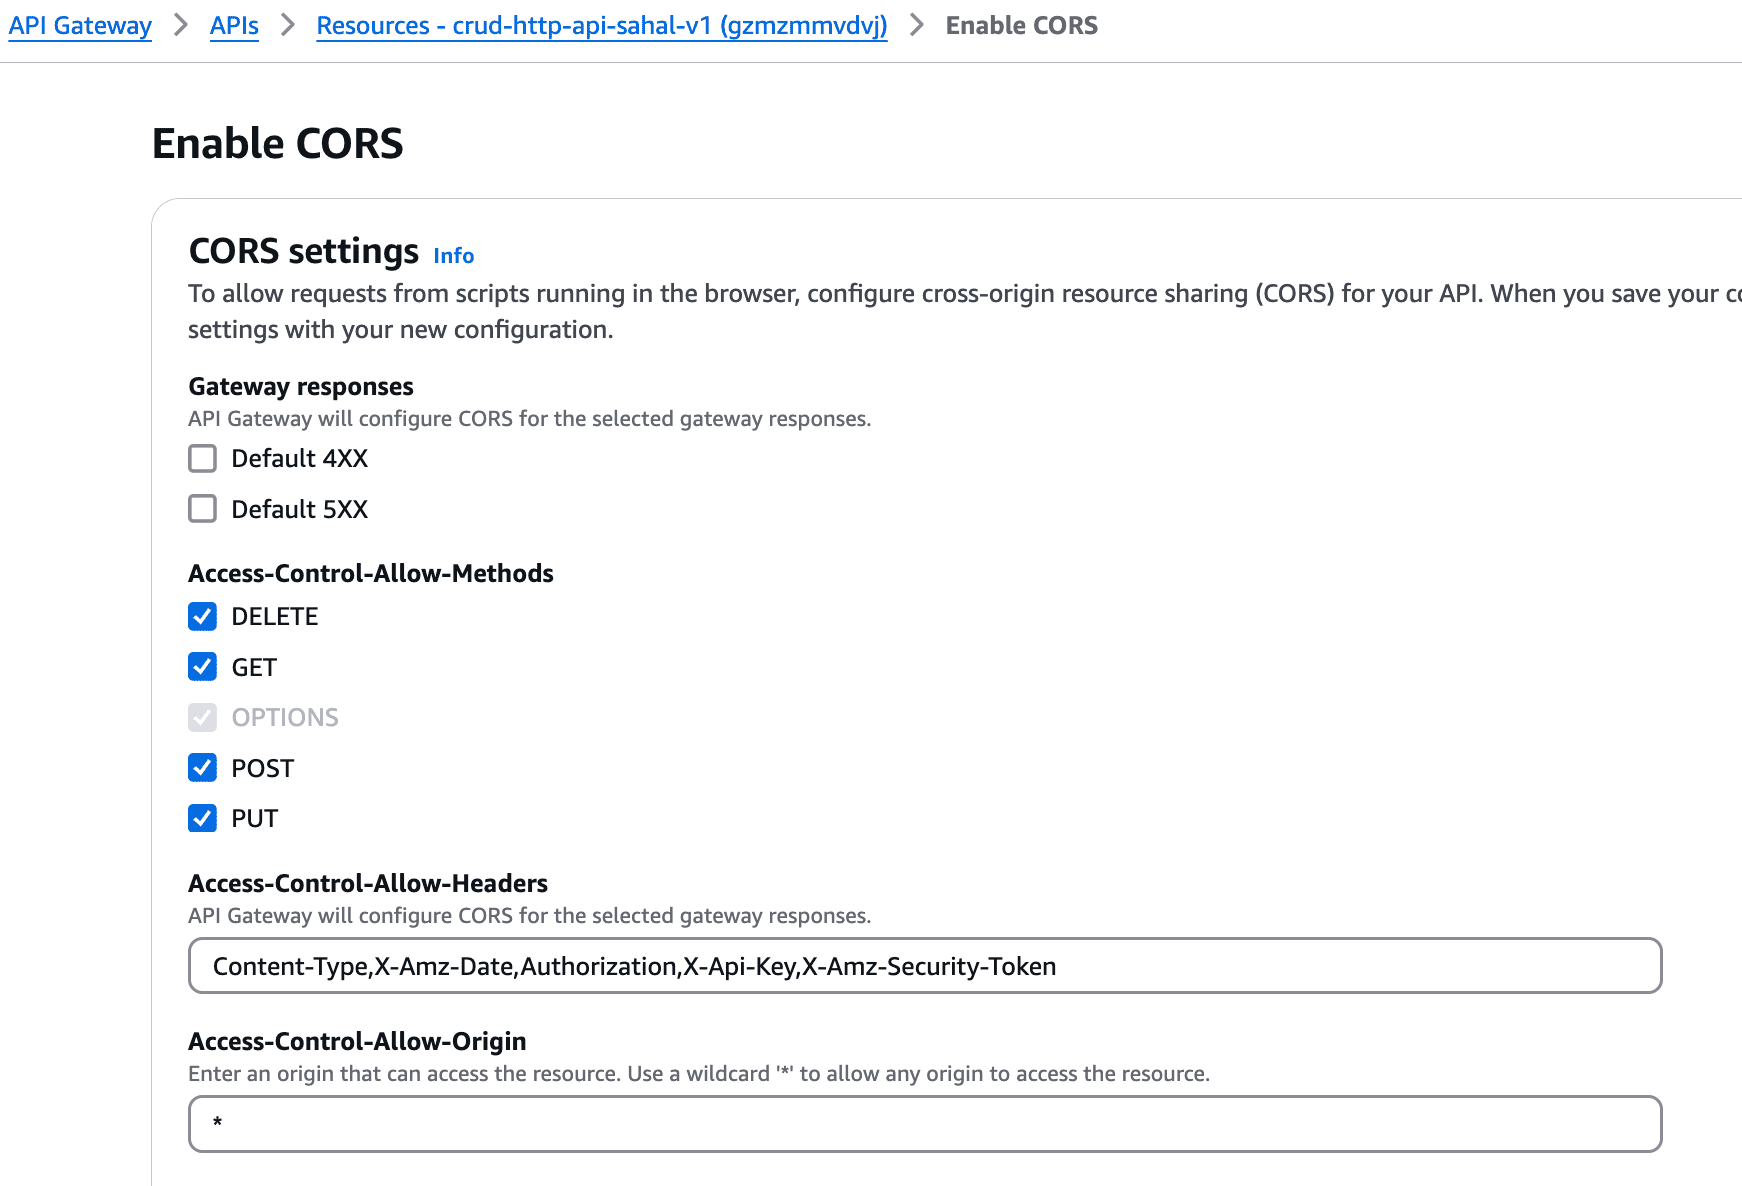 API Gateway > APIs > Resources - crud-http-api-sahal-v1 (gzmzmmvdvj) > Enable CORS
Enable CORS
CORS settings Info
To allow requests from scripts running in the browser, configure cross-origin resource sharing (CORS) for your API. When you save your
settings with your new configuration.
Gateway responses
API Gateway will configure CORS for the selected gateway responses.
Default 4XX
Default 5XX
Access-Control-Allow-Methods
DELETE
GET
OPTIONS
POST
PUT
Access-Control-Allow-Headers
API Gateway will configure CORS for the selected gateway responses.
Content-Type,X-Amz-Date,Authorization,X-Api-Key,X-Amz-Security-Token
Access-Control-Allow-Origin
Enter an origin that can access the resource. Use a wildcard '*' to allow any origin to access the resource.
*